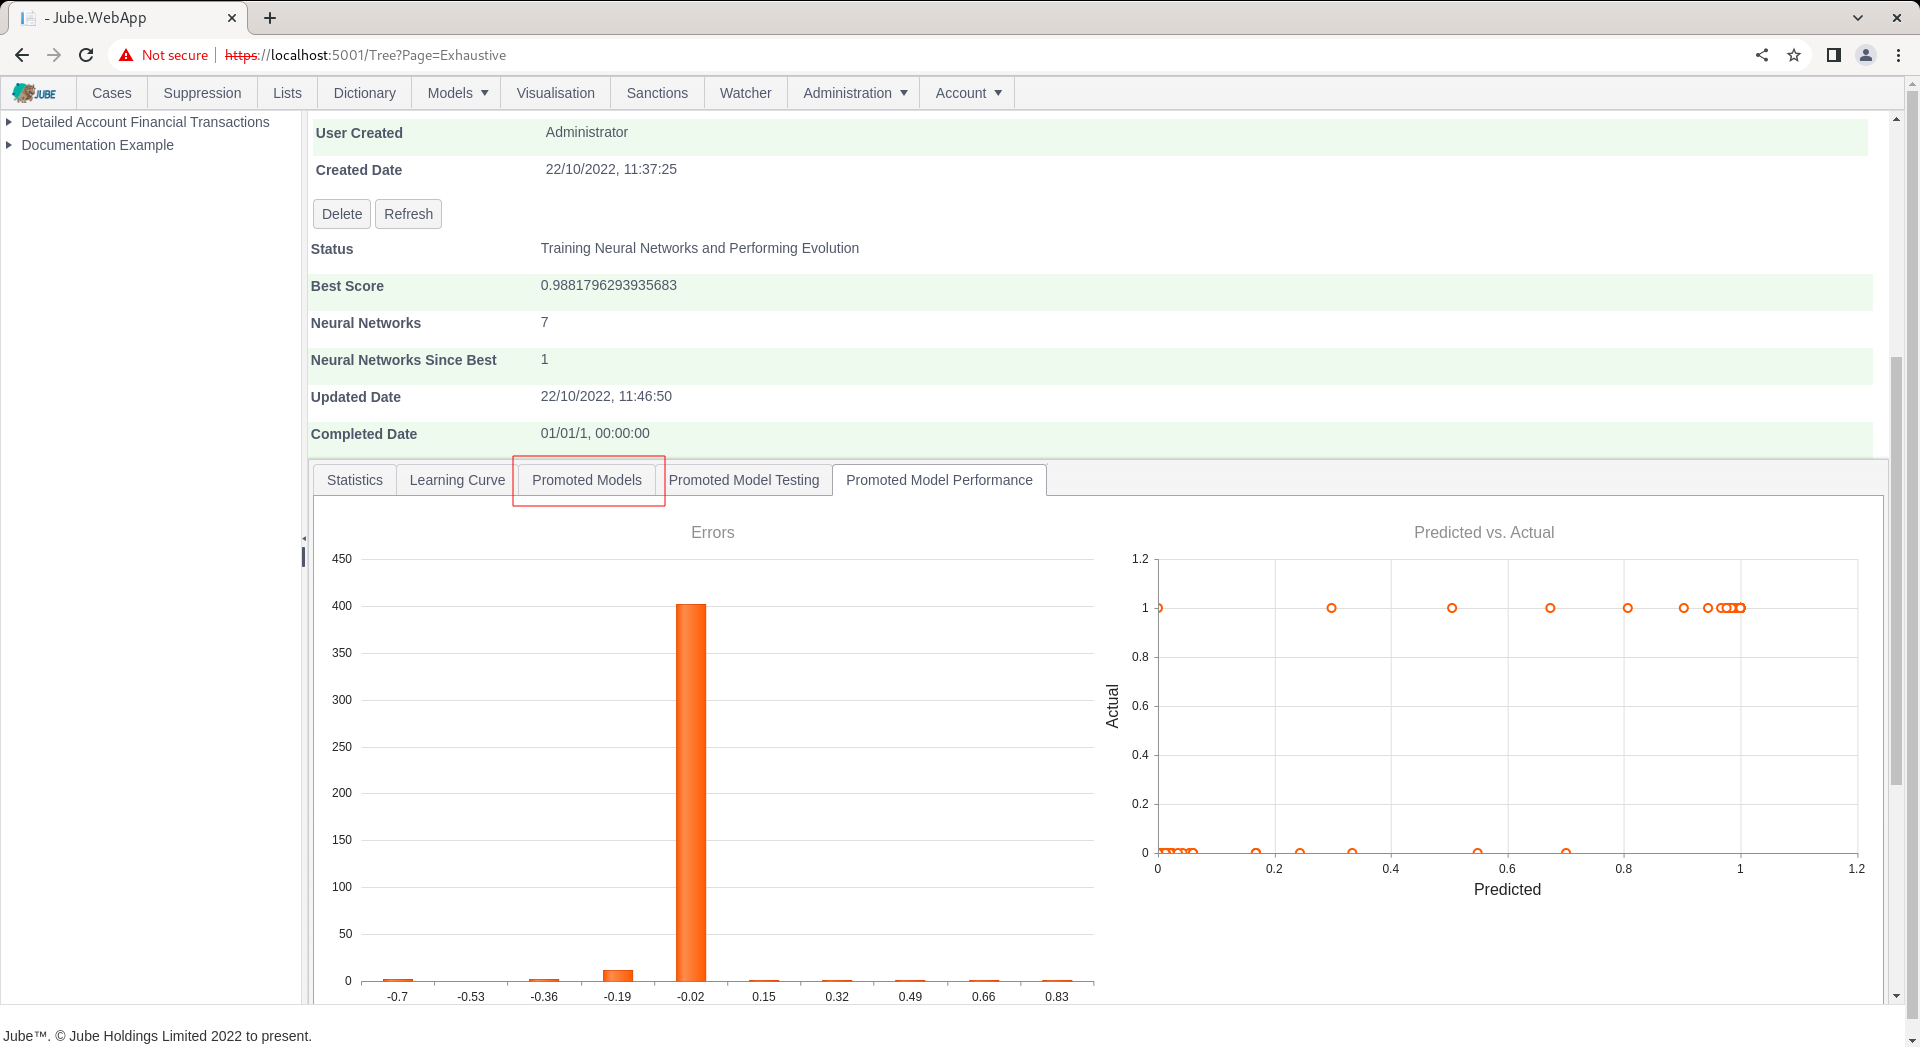 - Jube.WebApp
Not secure https://localhost:5001/Tree?Page=Exhaustive
JUBE Cases Suppression Lists Dictionary Models Visualisation Sanctions Watcher Administration Account
Detailed Account Financial Transactions
Documentation Example
User Created Administrator
Created Date 22/10/2022, 11:37:25
Delete Refresh
Status Training Neural Networks and Performing Evolution
Best Score 0.9881796293935683
Neural Networks 7
Neural Networks Since Best 1
Updated Date 22/10/2022, 11:46:50
Completed Date 01/01/1, 00:00:00
Statistics Learning Curve Promoted Models Promoted Model Testing Promoted Model Performance
Errors
450
400
350
300
250
200
150
100
50
0
-0.7 -0.53 -0.36 -0.19 -0.02 0.15 0.32 0.49 0.66 0.83
Predicted vs. Actual
1.2
1
0.8
0.6
0.4
0.2
0
Actual
0 0.2 0.4 0.6 0.8 1 1.2
Predicted
Jube™. © Jube Holdings Limited 2022 to present.